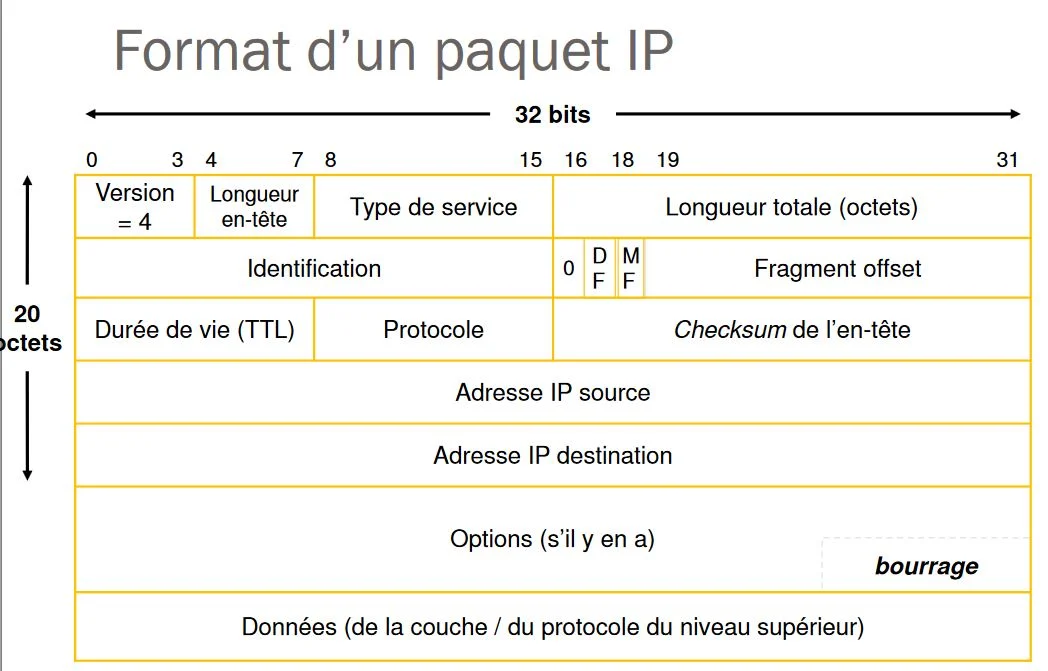 Format d'un paquet IP
32 bits
0 3 4 7 8 15 16 18 19 31
Version
= 4
Longueur
en-tête
Type de service
Longueur totale (octets)
Identification
0
D
F
M
F
Fragment offset
20
octets
Durée de vie (TTL)
Protocole
Checksum de l'en-tête
Adresse IP source
Adresse IP destination
Options (s'il y en a)
bourrage
Données (de la couche / du protocole du niveau supérieur)